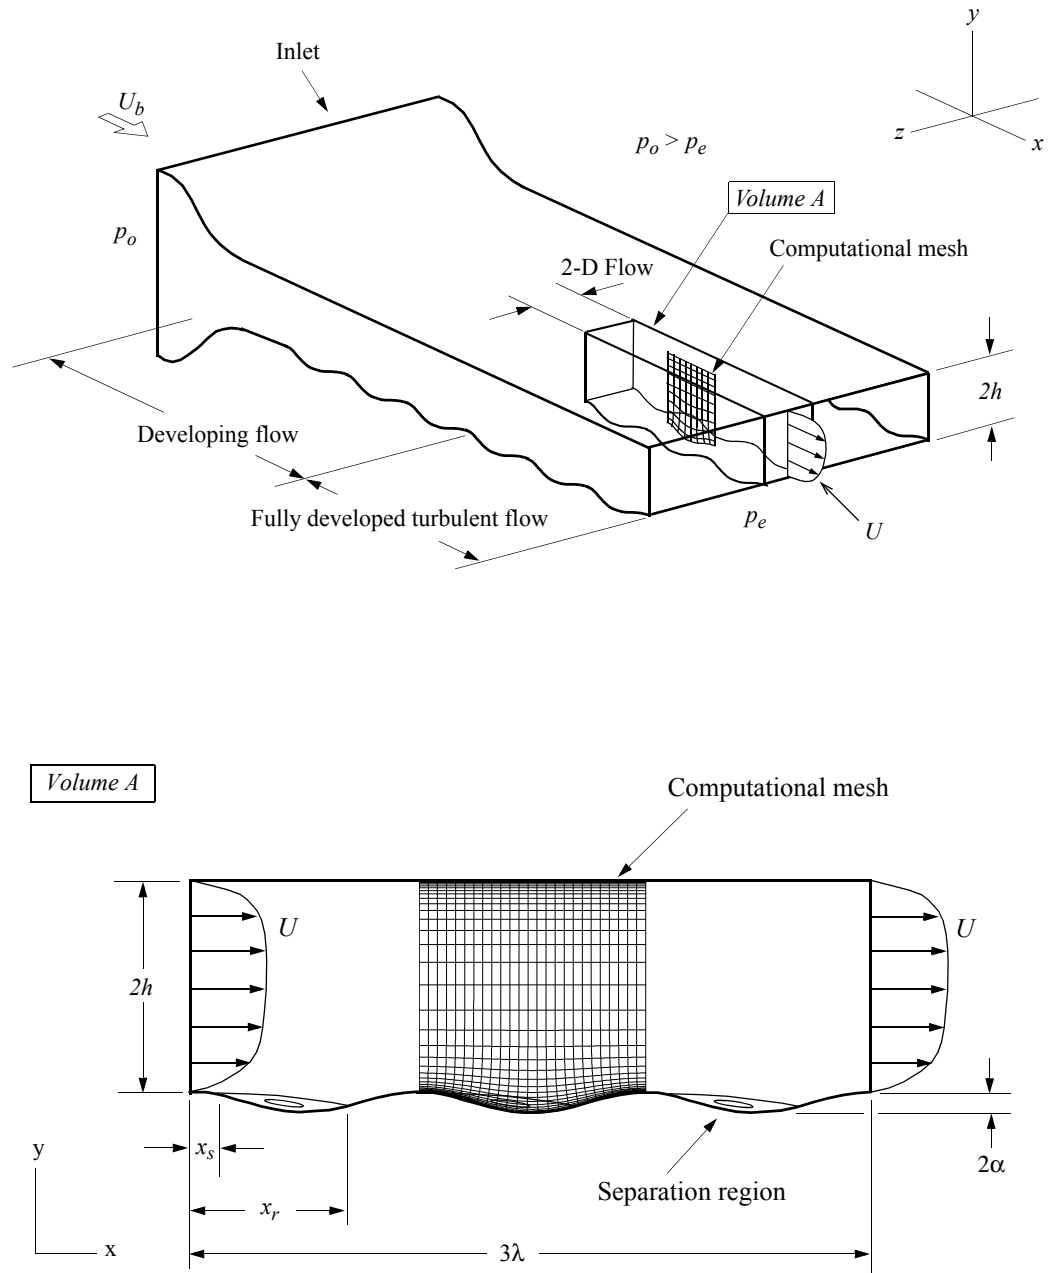 Inlet
y
U_b
z
x
p_o > p_e
Volume A
p_o
Computational mesh
2-D Flow
2h
Developing flow
Fully developed turbulent flow
p_e
U
Volume A
Computational mesh
U
U
2h
x_s
y
2α
Separation region
x_r
x
3λ